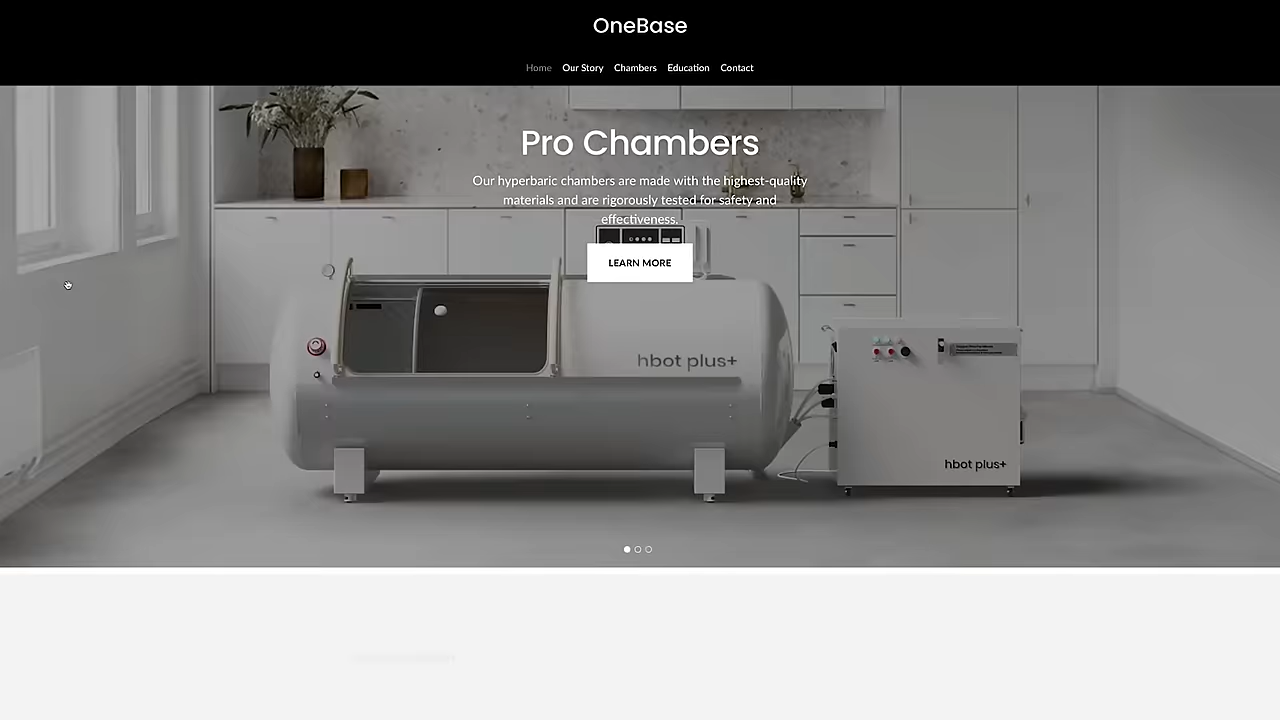 OneBase
Home Our Story Chambers Education Contact
Pro Chambers
Our hyperbaric chambers are made with the highest-quality
materials and are rigorously tested for safety and
effectiveness.
LEARN MORE
hbot plus+
hbot plus+